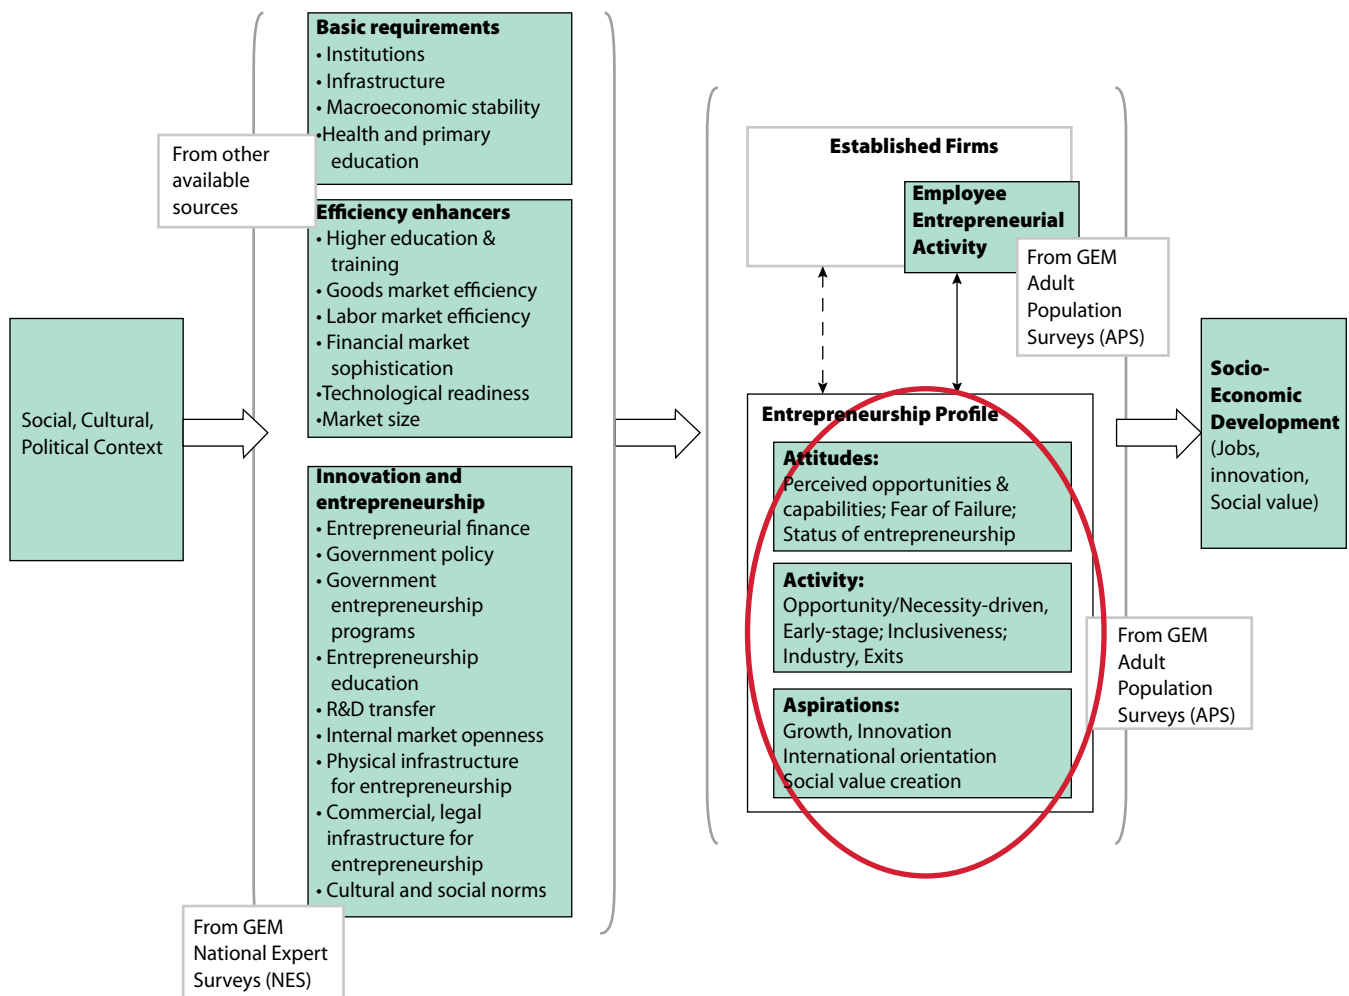 Social, Cultural,
Political Context
From other
available
sources
Basic requirements
• Institutions
• Infrastructure
• Macroeconomic stability
•Health and primary
education
Efficiency enhancers
• Higher education &
training
• Goods market efficiency
• Labor market efficiency
• Financial market
sophistication
•Technological readiness
•Market size
Innovation and
entrepreneurship
• Entrepreneurial finance
• Government policy
• Government
entrepreneurship
programs
• Entrepreneurship
education
• R&D transfer
• Internal market openness
• Physical infrastructure
for entrepreneurship
• Commercial, legal
infrastructure for
entrepreneurship
• Cultural and social norms
From GEM
National Expert
Surveys (NES)
Established Firms
Employee
Entrepreneurial
Activity
From GEM
Adult
Population
Surveys (APS)
Entrepreneurship Profile
Attitudes:
Perceived opportunities &
capabilities; Fear of Failure;
Status of entrepreneurship
Activity:
Opportunity/Necessity-driven,
Early-stage; Inclusiveness;
Industry, Exits
Aspirations:
Growth, Innovation
International orientation
Social value creation
From GEM
Adult
Population
Surveys (APS)
Socio-
Economic
Development
(Jobs,
innovation,
Social value)